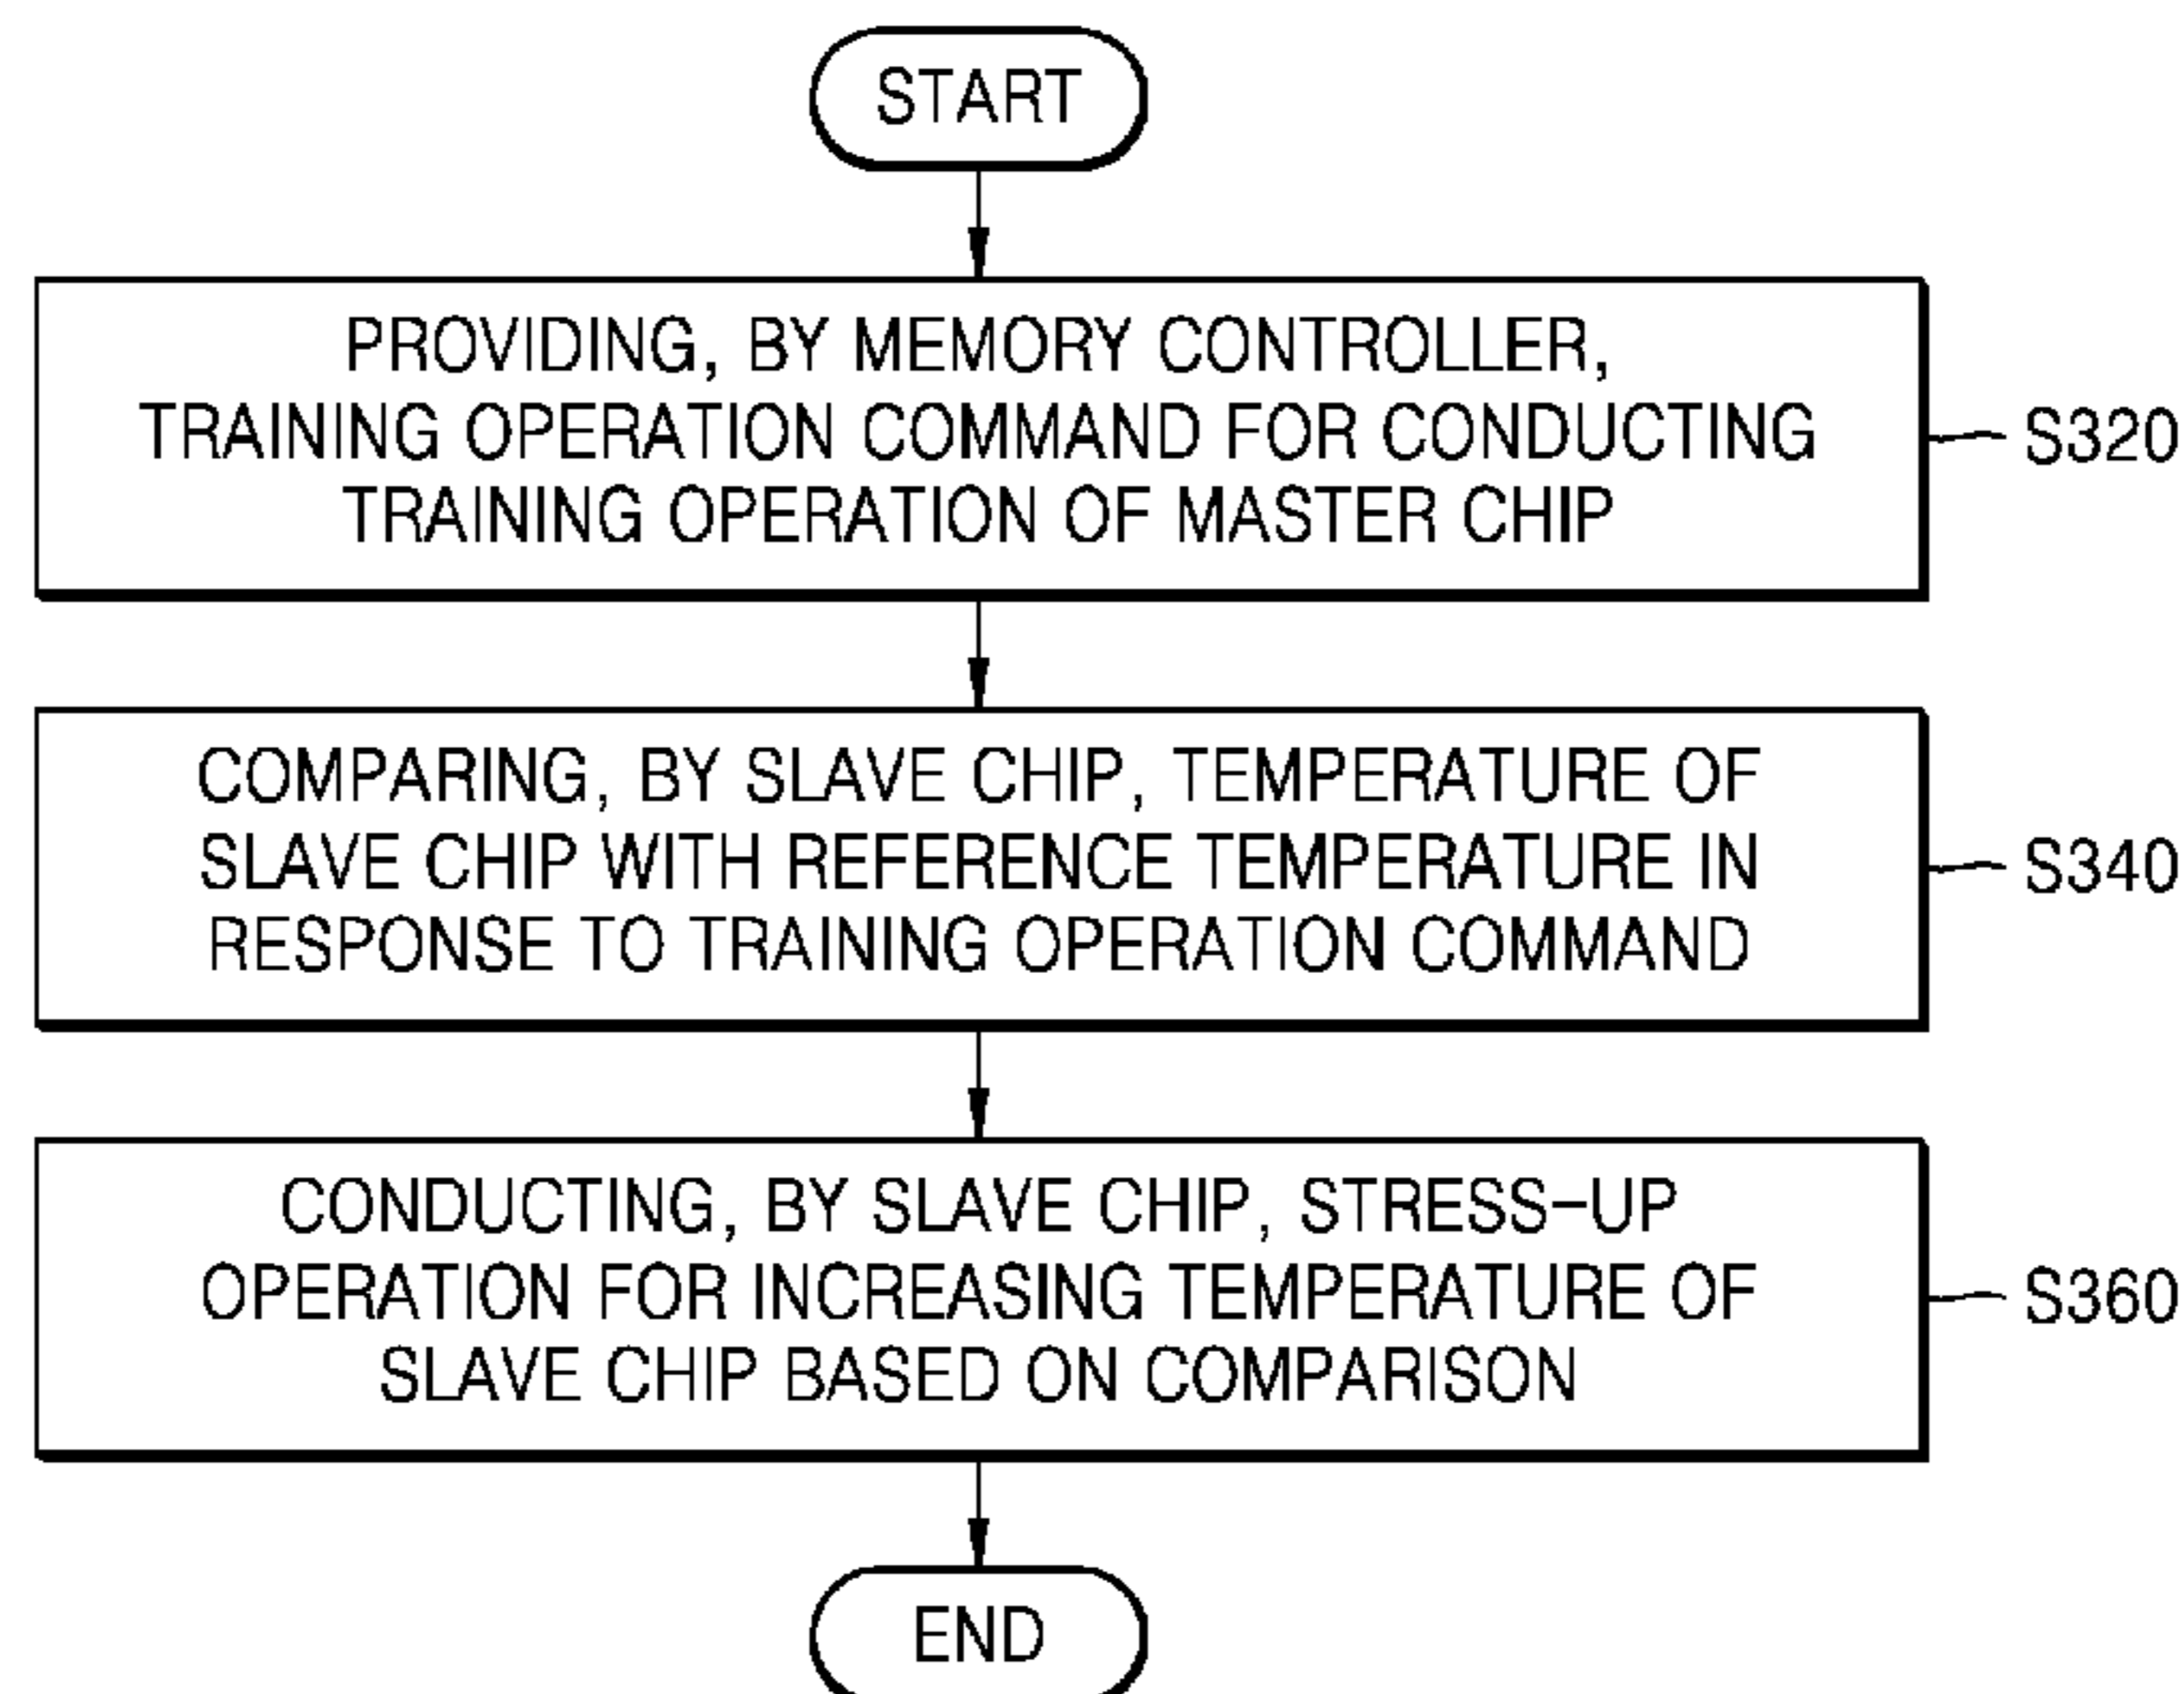 START
PROVIDING, BY MEMORY CONTROLLER,
TRAINING OPERATION COMMAND FOR CONDUCTING
TRAINING OPERATION OF MASTER CHIP
S320
COMPARING, BY SLAVE CHIP, TEMPERATURE OF
SLAVE CHIP WITH REFERENCE TEMPERATURE IN
RESPONSE TO TRAINING OPERATION COMMAND
S340
CONDUCTING, BY SLAVE CHIP, STRESS-UP
OPERATION FOR INCREASING TEMPERATURE OF
SLAVE CHIP BASED ON COMPARISON
S360
END